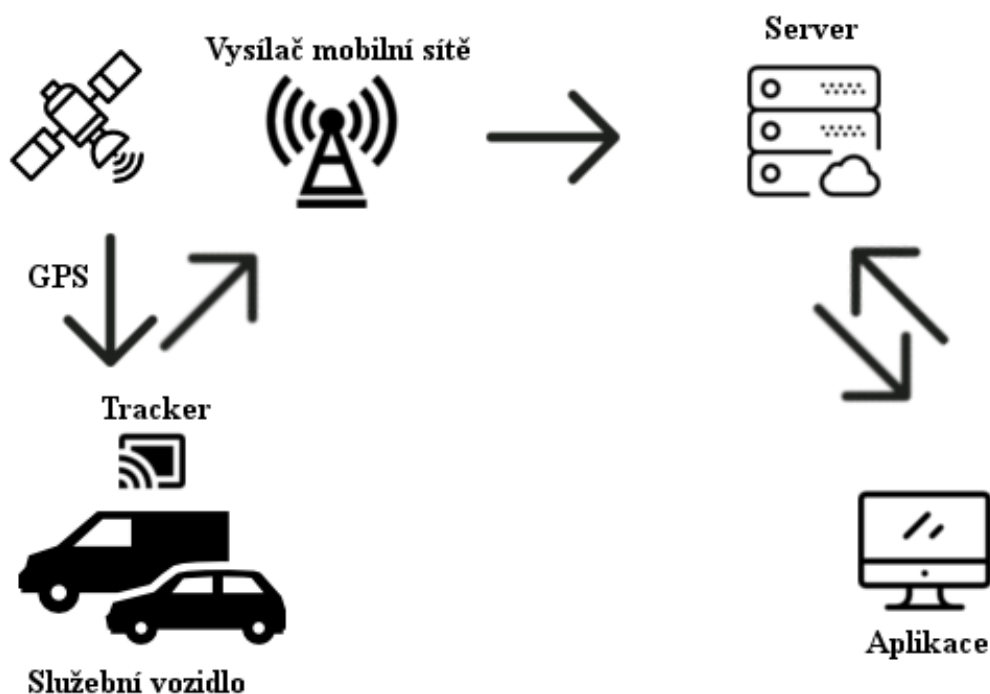 Vysílač mobilní sítě
Server
GPS
Tracker
Služební vozidlo
Aplikace